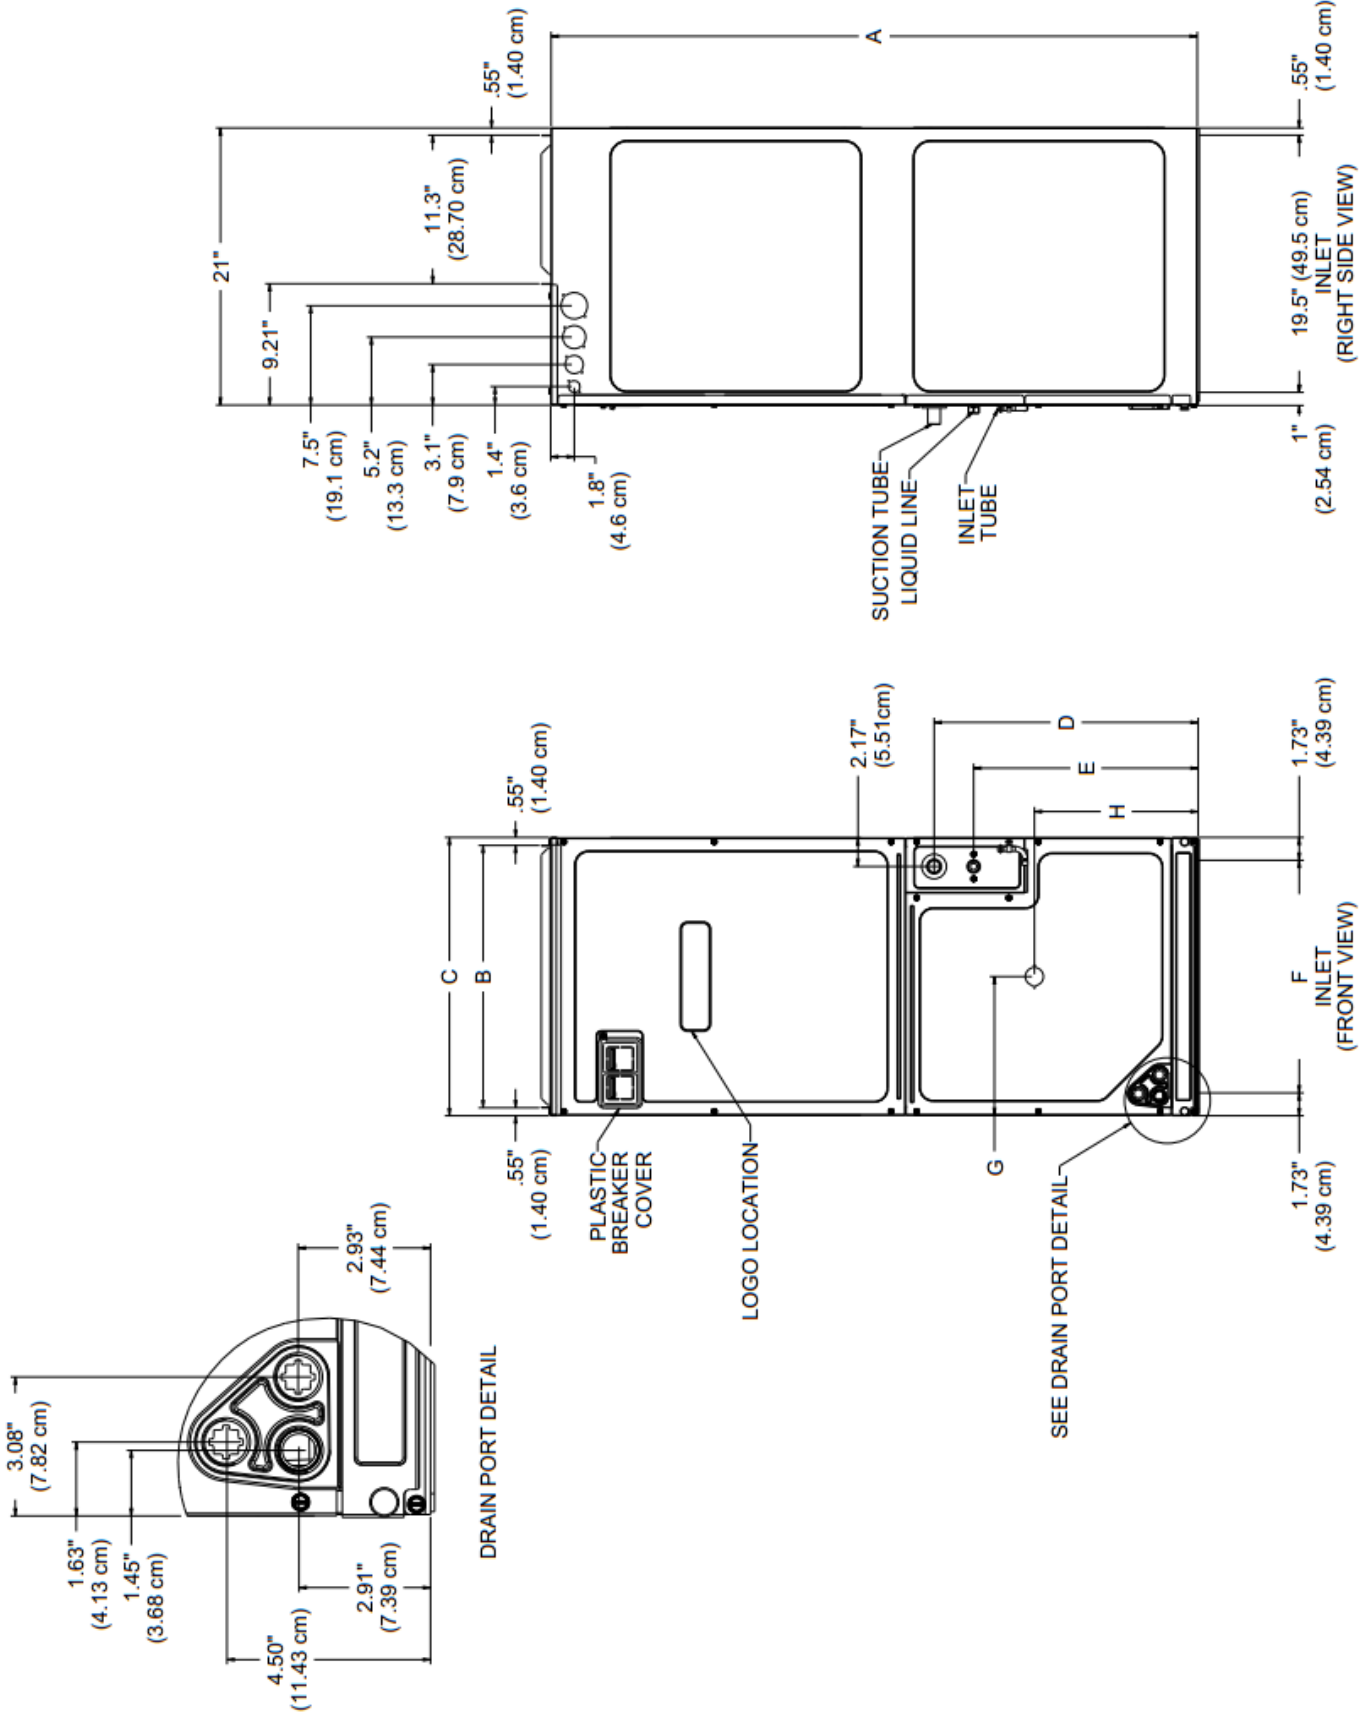 3.08"
(7.82 cm)
1.63"
(4.13 cm)
1.45"
(3.68 cm)
4.50"
(11.43 cm)
2.91"
(7.39 cm)
2.93"
(7.44 cm)
DRAIN PORT DETAIL
C
B
.55"
(1.40 cm)
.55"
(1.40 cm)
PLASTIC
BREAKER
COVER
LOGO LOCATION
2.17"
(5.51cm)
D
E
H
G
SEE DRAIN PORT DETAIL
1.73"
(4.39 cm)
F
INLET
(FRONT VIEW)
1.73"
(4.39 cm)
21"
9.21"
11.3"
(28.70 cm)
.55"
(1.40 cm)
7.5"
(19.1 cm)
5.2"
(13.3 cm)
3.1"
(7.9 cm)
1.4"
(3.6 cm)
1.8"
(4.6 cm)
A
SUCTION TUBE
LIQUID LINE
INLET
TUBE
1"
(2.54 cm)
19.5" (49.5 cm)
INLET
(RIGHT SIDE VIEW)
.55"
(1.40 cm)